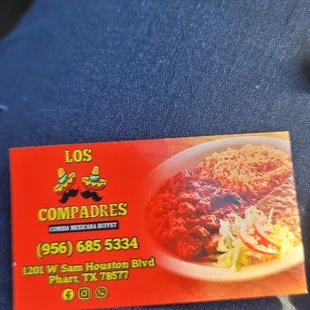 LOS
COMPADRES
COMIDA MEXICANA BUFFET
(956) 685 5334
1201 W Sam Houston Blvd
Pharr, TX 78577